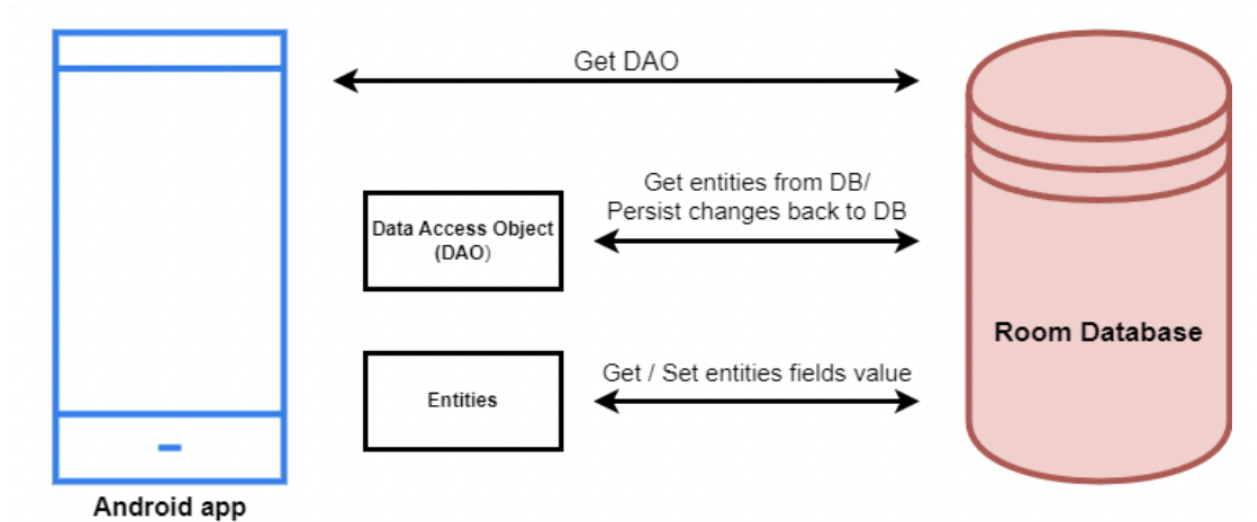 Get DAO
Get entities from DB/
Persist changes back to DB
Data Access Object
(DAO)
Room Database
Get / Set entities fields value
Entities
Android app